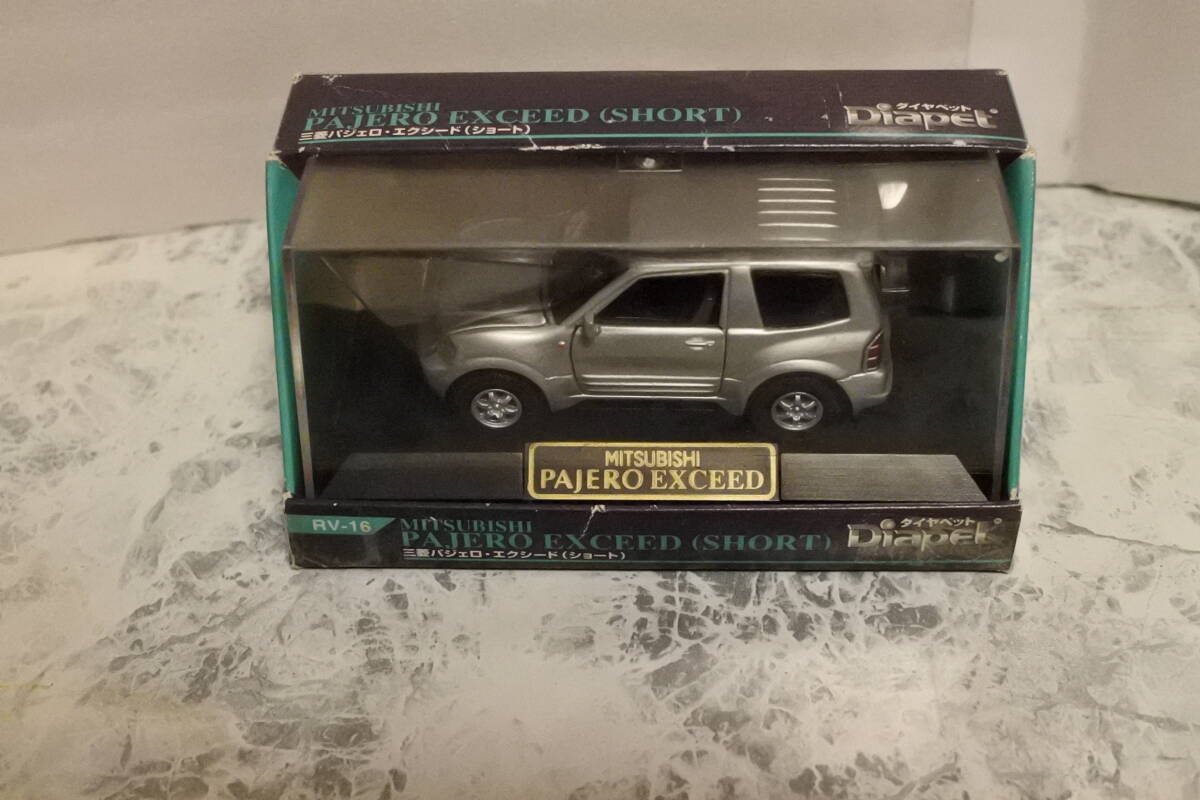 MITSUBISHI
PAJERO EXCEED (SHORT)
三菱パジェロ・エクシード(ショート)
ダイヤペット
Diapet
MITSUBISHI
PAJERO EXCEED
RV-16
MITSUBISHI
PAJERO EXCEED (SHORT)
三菱パジェロ・エクシード(ショート)
ダイヤペット
Diapet